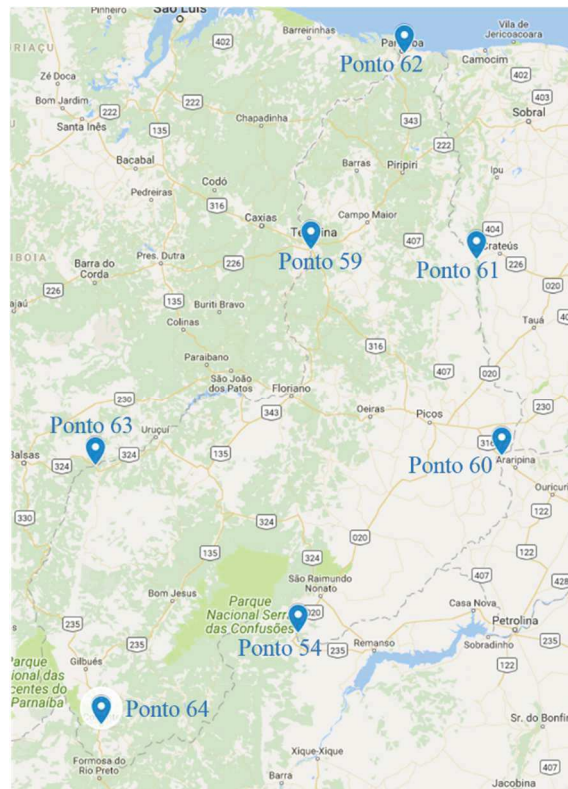 Pinheiro
São Luís
402
Barreirinhas
Parnaíba
Vila de
Jericoacoara
URIAÇU
Ponto 62
Camocim
402
Zé Doca
222
403
Bom Jardim
222
Chapadinha
343
Sobral
Santa Inês
135
222
Bacabal
Barras
Piripiri
Ipu
Pedreiras
Codó
316
Caxias
Teresina
Campo Maior
404
407
Crateús
IBOIA
Pres. Dutra
226
Ponto 59
Ponto 61
226
Barra do
Corda
226
135
Buriti Bravo
020
Tauá
Colinas
316
Paraibano
São João
dos Patos
407
020
230
Floriano
230
Ponto 63
343
Oeiras
Picos
Uruçuí
316
Balsas
324
324
135
Ponto 60
Araripina
Ouricuri
330
324
020
122
135
324
122
São Raimundo
Nonato
407
428
Bom Jesus
Parque
Nacional Serra
das Confusões
020
Casa Nova
Petrolina
235
235
Ponto 54
Remanso
235
Sobradinho
235
Gilbués
122
Parque
Ponto 64
Sr. do Bonfim
Xique-Xique
Formosa do
Rio Preto
Barra
Jacobina